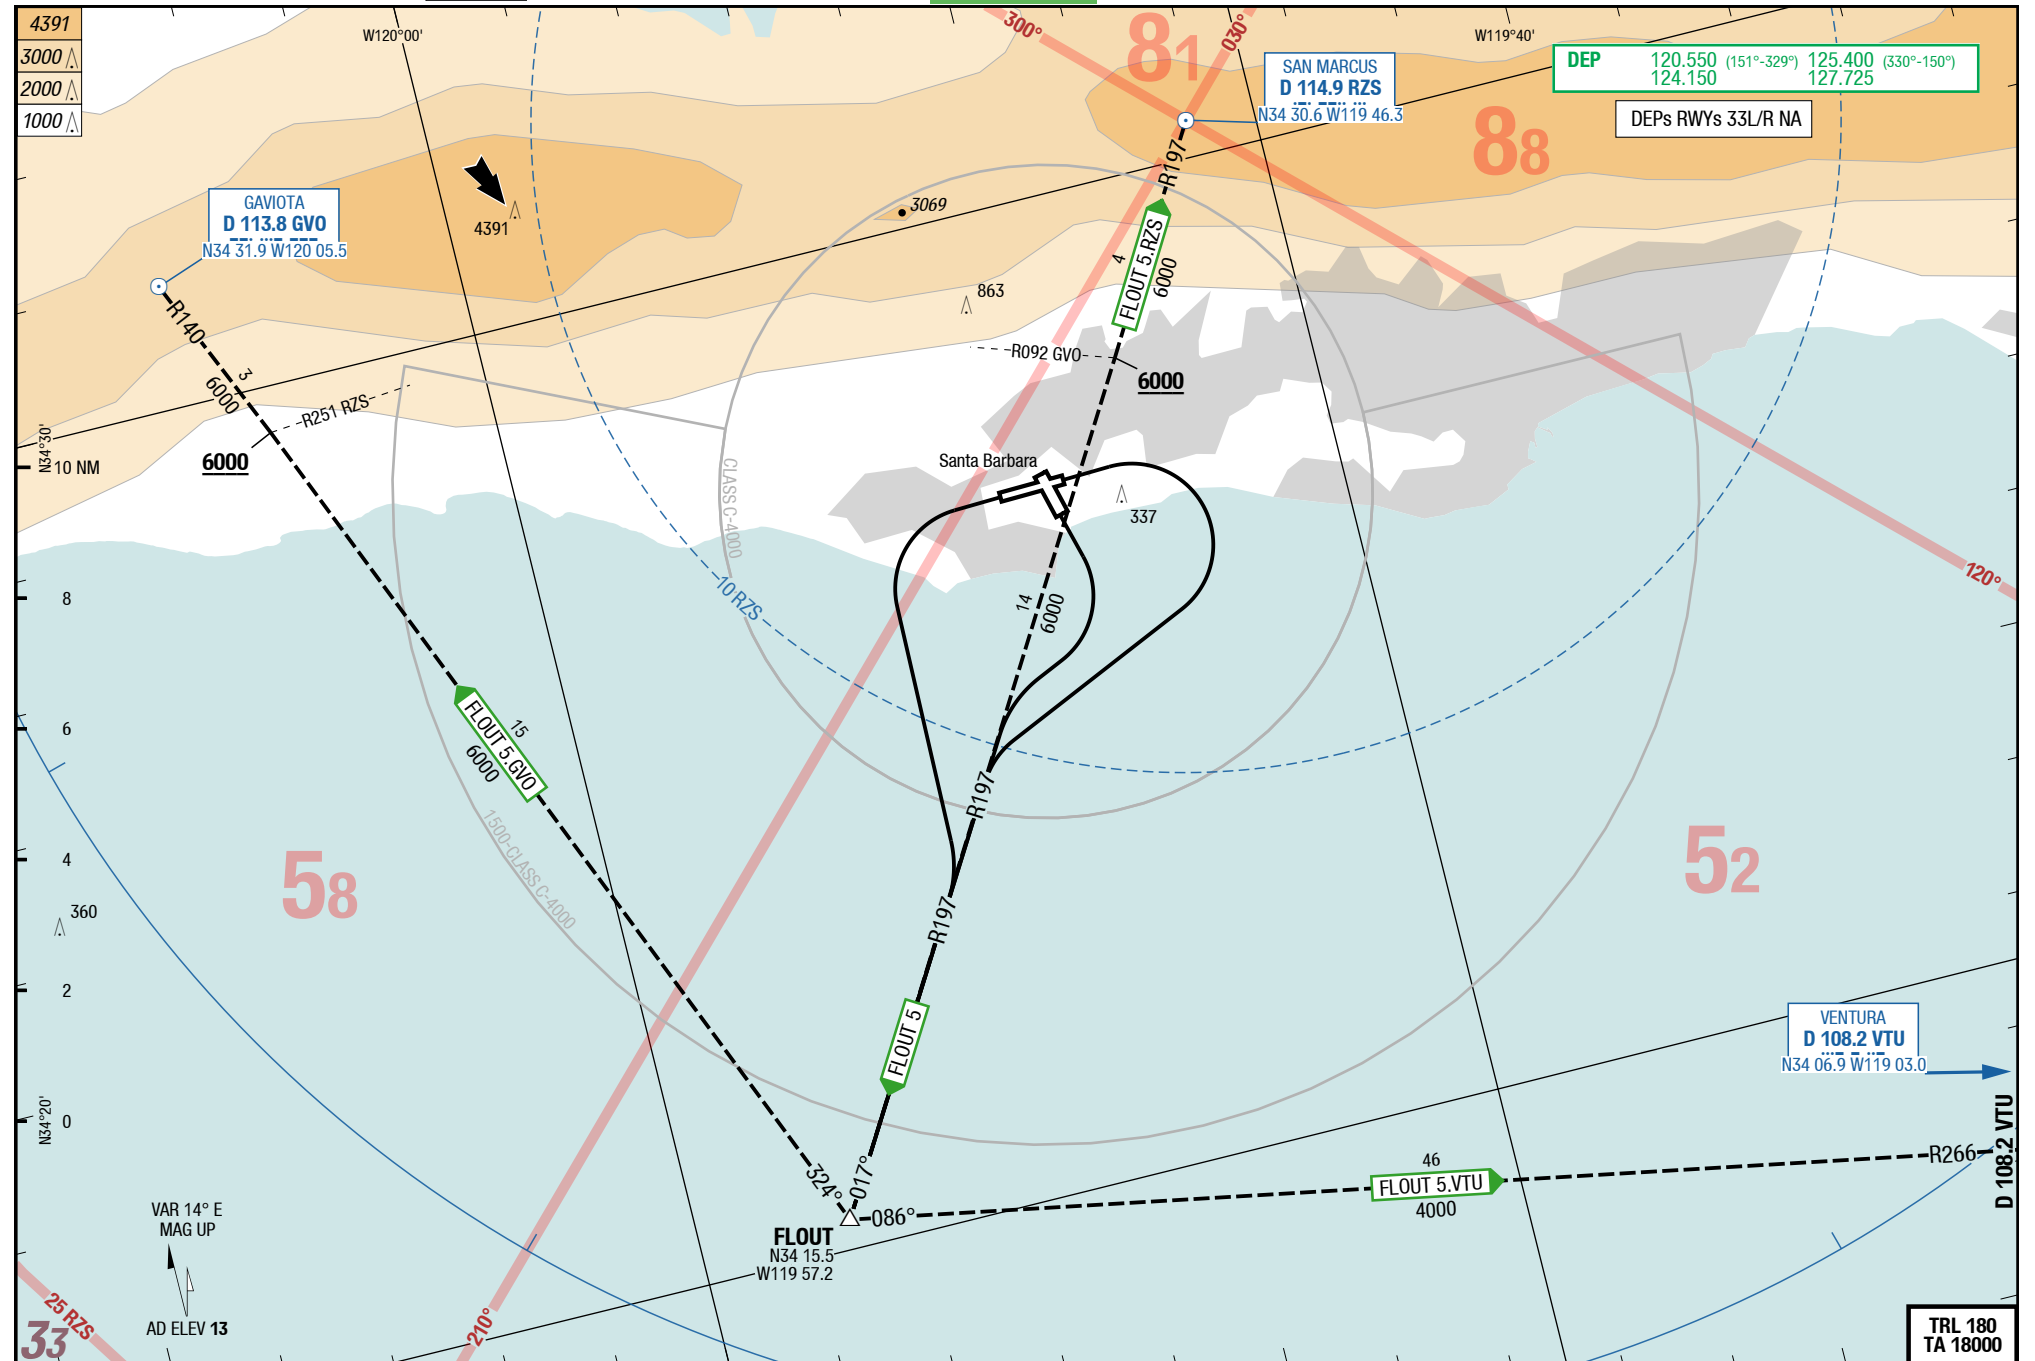 4391
3000
2000
1000
W120°00'
300°
81
030°
W119°40'
SAN MARCUS
D 114.9 RZS
N34 30.6 W119 46.3
DEP 120.550 (151°-329°) 125.400 (330°-150°)
124.150 127.725
DEPs RWYs 33L/R NA
88
R197
GAVIOTA
D 113.8 GVO
N34 31.9 W120 05.5
4391
3069
FLOUT 5.RZS
4
6000
863
R140
R092 GVO
6000
3
6000
R251 RZS
6000
N34°30'
10 NM
Santa Barbara
CLASS C-4000
337
120°
10 RZS
8
14
6000
6
FLOUT 5.GVO
15
6000
R197
1500-CLASS C-4000
4
58
52
360
R197
2
FLOUT 5
VENTURA
D 108.2 VTU
N34 06.9 W119 03.0
N34°20'
0
D 108.2 VTU
R266
46
FLOUT 5.VTU
4000
324°
017°
086°
FLOUT
N34 15.5
W119 57.2
VAR 14° E
MAG UP
AD ELEV 13
25 RZS
33
210°
TRL 180
TA 18000